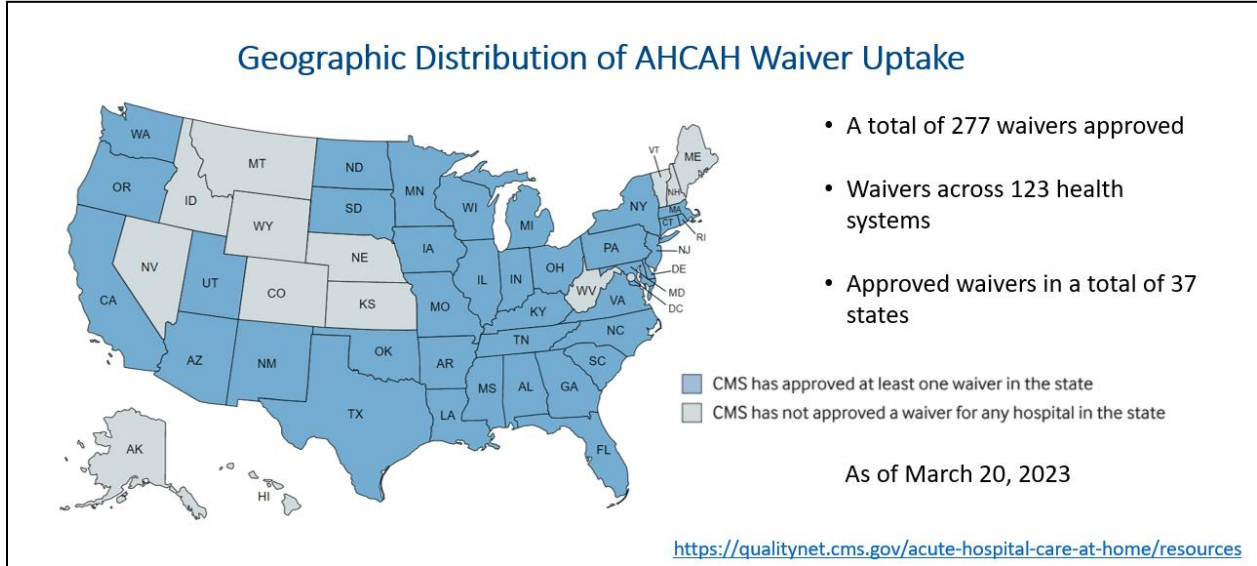 Geographic Distribution of AHCAH Waiver Uptake
WA
OR
CA
NV
ID
MT
WY
UT
CO
AZ
NM
ND
SD
NE
KS
OK
TX
MN
IA
MO
AR
LA
WI
IL
MI
IN
OH
KY
TN
MS
AL
GA
FL
SC
NC
VA
WV
PA
NY
VT
NH
ME
MA
CT
RI
NJ
DE
MD
DC
AK
HI
• A total of 277 waivers approved
• Waivers across 123 health
systems
• Approved waivers in a total of 37
states
CMS has approved at least one waiver in the state
CMS has not approved a waiver for any hospital in the state
As of March 20, 2023
https://qualitynet.cms.gov/acute-hospital-care-at-home/resources